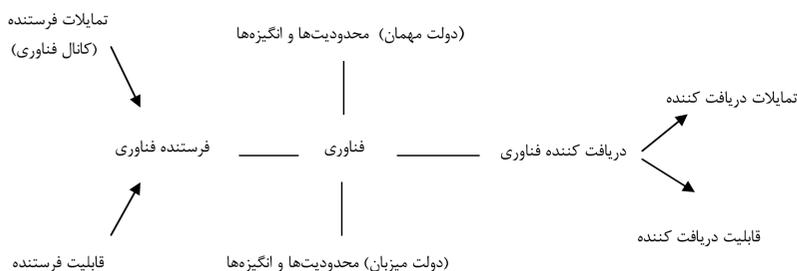 تمایلات فرستنده
(کانال فناوری)
(دولت مهمان) محدودیت‌ها و انگیزه‌ها
تمایلات دریافت کننده
دریافت کننده فناوری
فناوری
فرستنده فناوری
قابلیت دریافت کننده
(دولت میزبان) محدودیت‌ها و انگیزه‌ها
قابلیت فرستنده